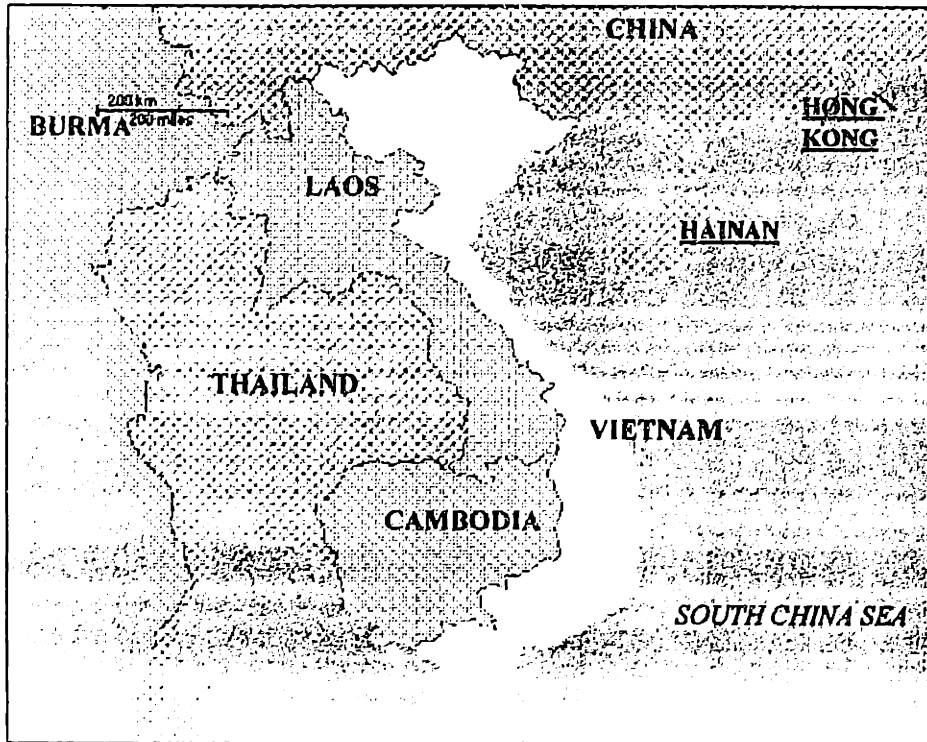 CHINA
200 km
200 miles
BURMA
HONG
KONG
LAOS
HAINAN
THAILAND
VIETNAM
CAMBODIA
SOUTH CHINA SEA